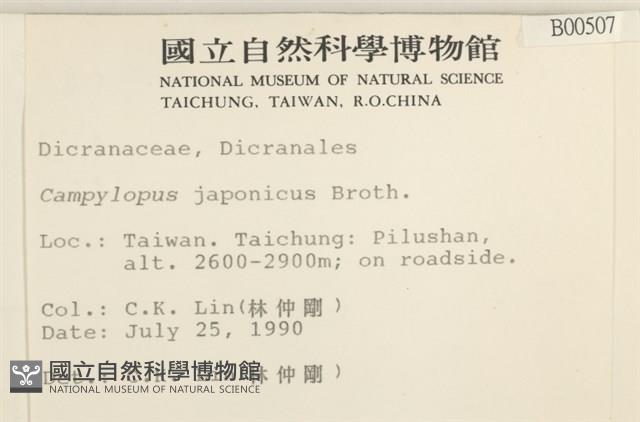 B00507
國立自然科學博物館
NATIONAL MUSEUM OF NATURAL SCIENCE
TAICHUNG, TAIWAN, R.O.CHINA
Dicranaceae, Dicranales
Campylopus japonicus Broth.
Loc.: Taiwan. Taichung: Pilushan,
alt. 2600-2900m; on roadside.
Col.: C.K. Lin(林仲剛)
Date: July 25, 1990
林仲剛)
國立自然科學博物館
NATIONAL MUSEUM OF NATURAL SCIENCE